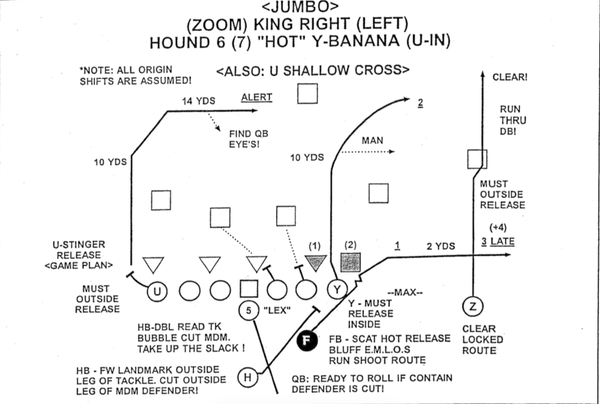 <JUMBO>
(ZOOM) KING RIGHT (LEFT)
HOUND 6 (7) "HOT" Y-BANANA (U-IN)
*NOTE: ALL ORIGIN
SHIFTS ARE ASSUMED!
<ALSO: U SHALLOW CROSS>
CLEAR!
14 YDS
ALERT
2
RUN
THRU
DB!
FIND QB
EYE'S!
MAN
10 YDS
10 YDS
MUST
OUTSIDE
RELEASE
(+4)
U-STINGER
RELEASE
<GAME PLAN>
(1)
(2)
1
2 YDS
3 LATE
MUST
OUTSIDE
RELEASE
U
Y
--MAX--
Z
5
"LEX"
Y - MUST
RELEASE
INSIDE
HB-DBL READ TK
BUBBLE CUT MDM.
TAKE UP THE SLACK !
F
FB - SCAT HOT RELEASE
BLUFF E.M.L.O.S
RUN SHOOT ROUTE
CLEAR
LOCKED
ROUTE
HB - FW LANDMARK OUTSIDE
LEG OF TACKLE. CUT OUTSIDE
LEG OF MDM DEFENDER!
H
QB: READY TO ROLL IF CONTAIN
DEFENDER IS CUT!